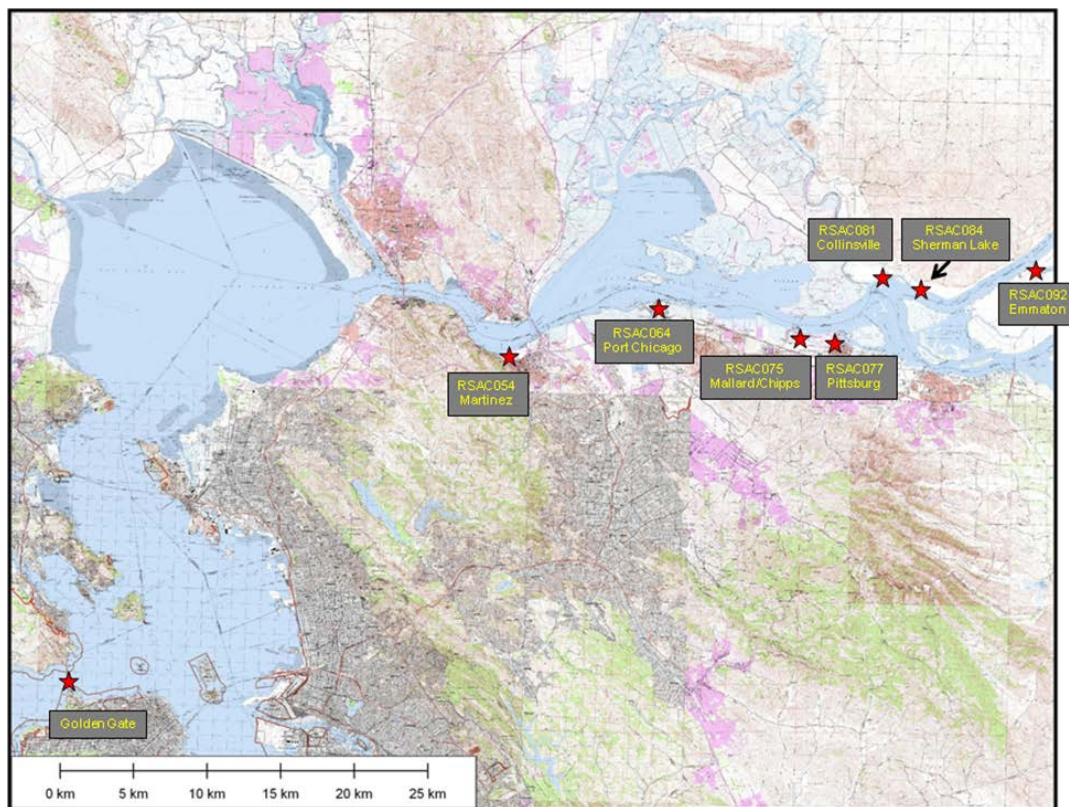 RSAC081
Collinsville
RSAC084
Sherman Lake
RSAC092
Emmaton
RSAC064
Port Chicago
RSAC054
Martinez
RSAC075
Mallard/Chipps
RSAC077
Pittsburg
Golden Gate
0 km 5 km 10 km 15 km 20 km 25 km